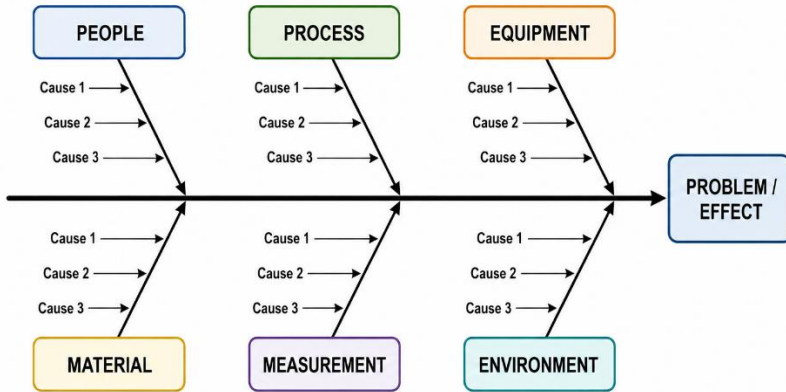 PEOPLE
PROCESS
EQUIPMENT
Cause 1
Cause 1
Cause 1
Cause 2
Cause 2
Cause 2
Cause 3
Cause 3
Cause 3
PROBLEM /
EFFECT
Cause 1
Cause 1
Cause 1
Cause 2
Cause 2
Cause 2
Cause 3
Cause 3
Cause 3
MATERIAL
MEASUREMENT
ENVIRONMENT